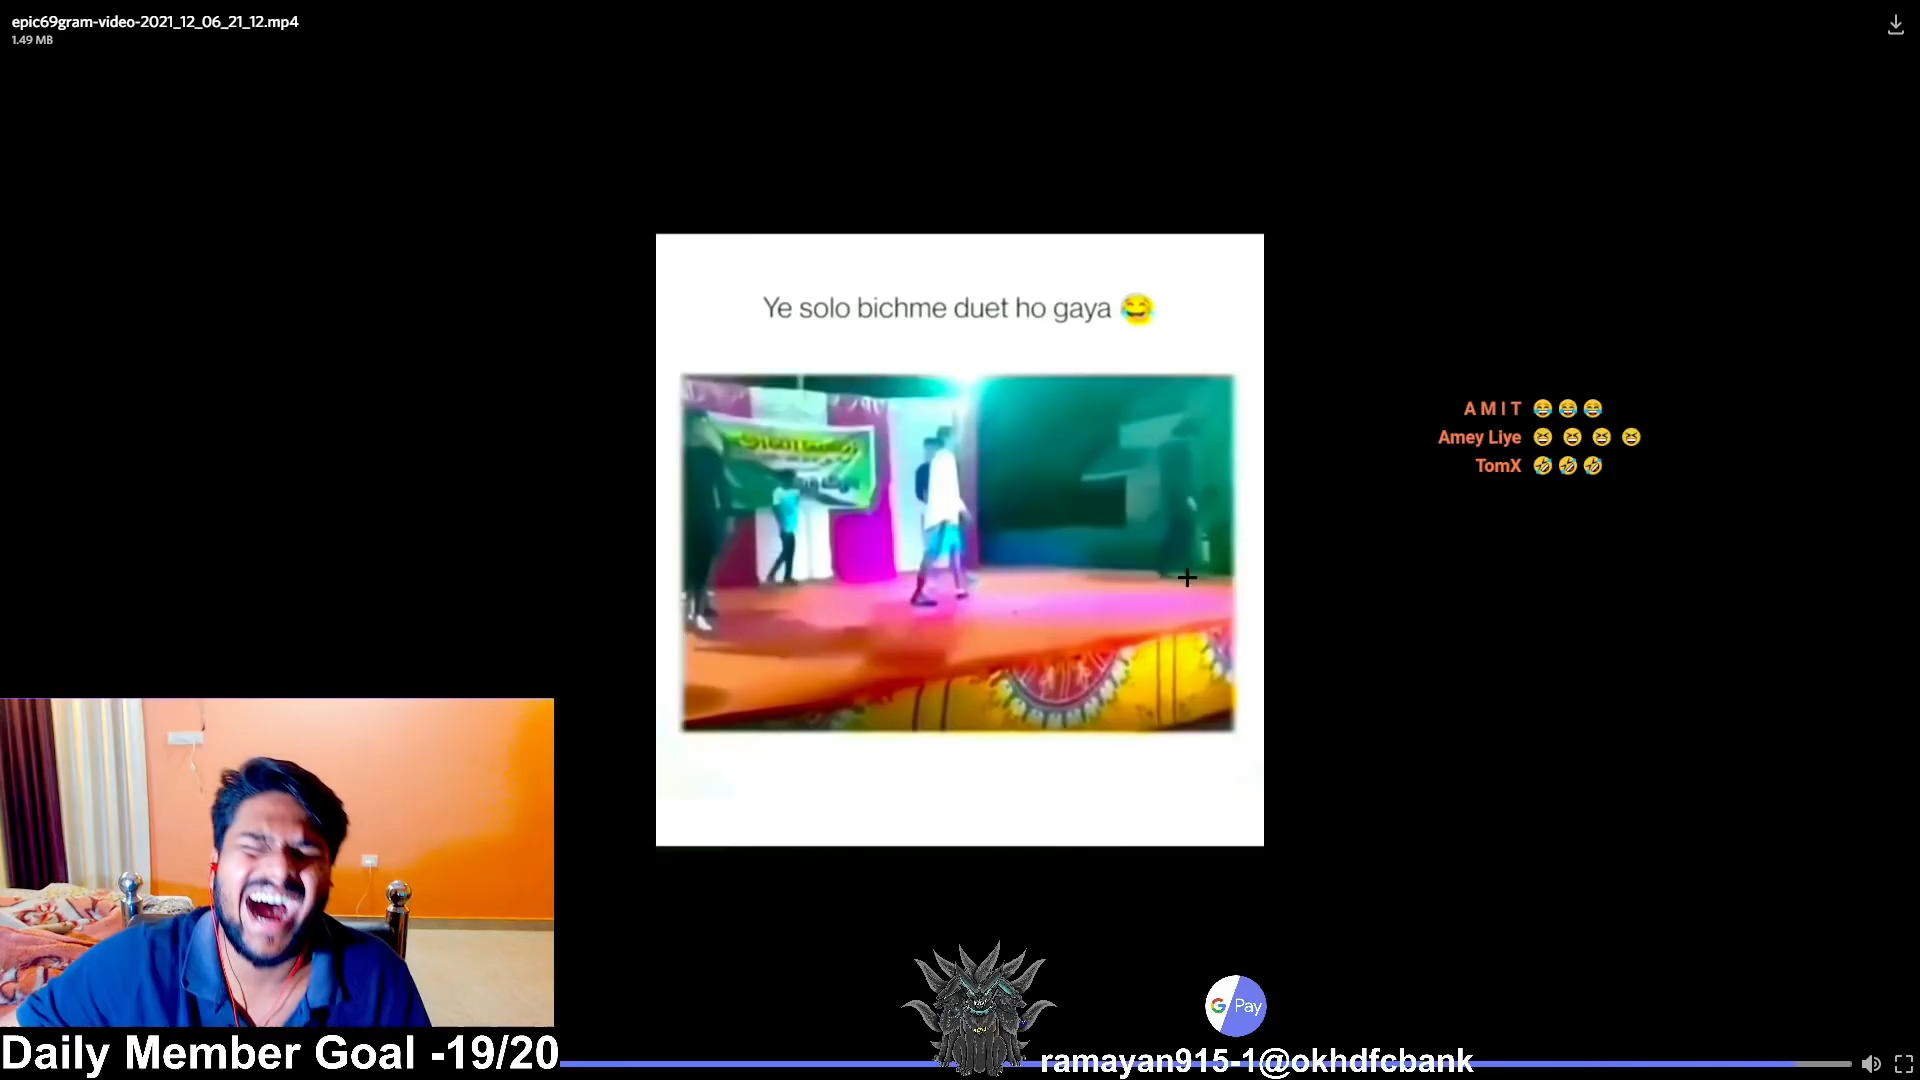 epic69gram-video-2021_12_06_21_12.mp4
1.49 MB
Ye solo bichme duet ho gaya 😂
A M I T 😂 😂 😂
Amey Liye 😆 😆 😆 😆
TomX 🤣 🤣 🤣
G Pay
Daily Member Goal -19/20
ramayan915-1@okhdfcbank